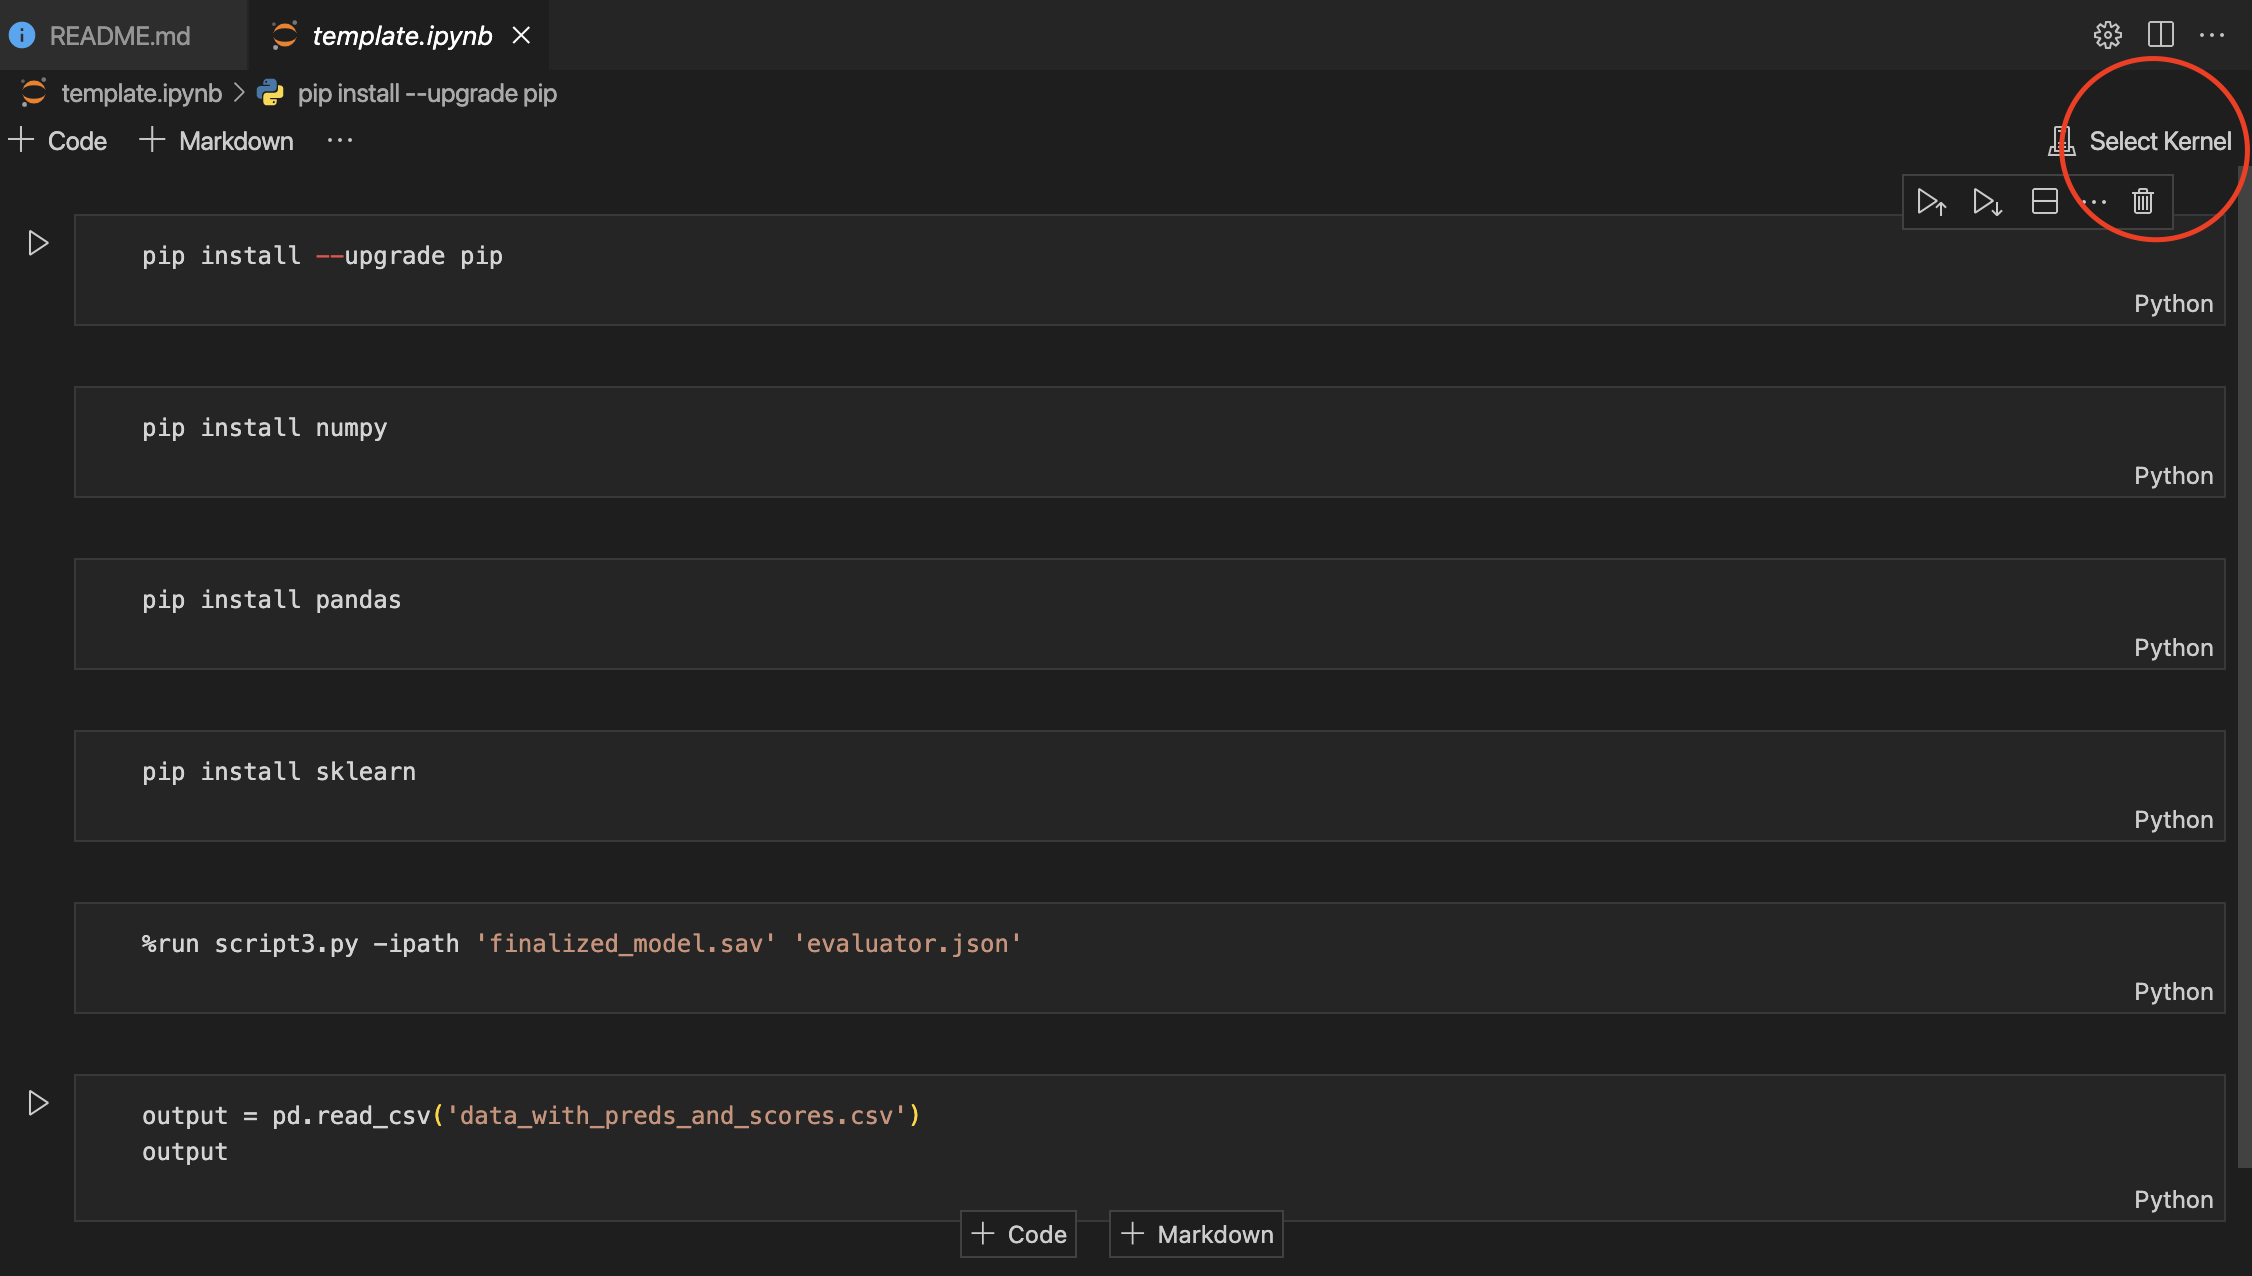 README.md template.ipynb
template.ipynb > pip install --upgrade pip
+ Code + Markdown ··· Select Kernel
pip install --upgrade pip
Python
pip install numpy
Python
pip install pandas
Python
pip install sklearn
Python
%run script3.py -ipath 'finalized_model.sav' 'evaluator.json'
Python
output = pd.read_csv('data_with_preds_and_scores.csv')
output
Python
+ Code + Markdown